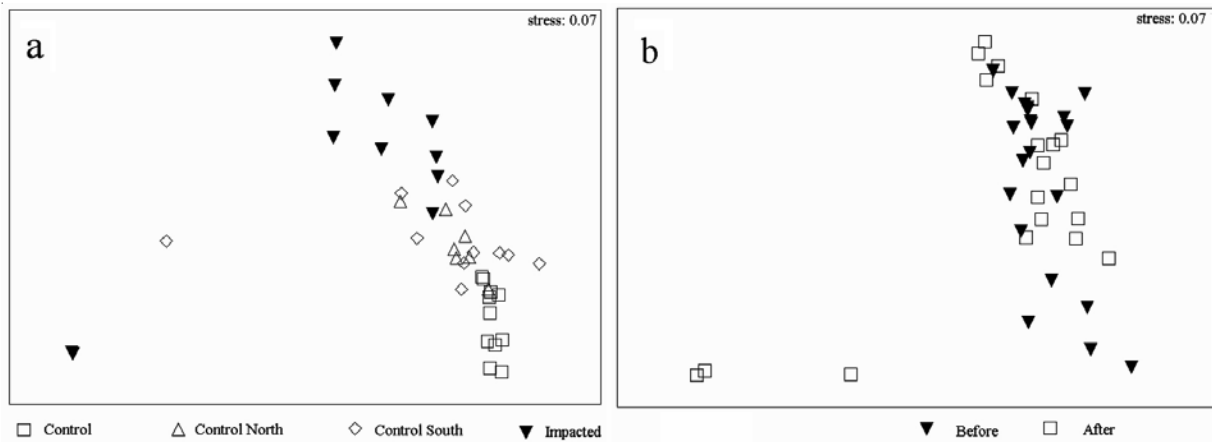 stress: 0.07
a
Control
Control North
Control South
Impacted
stress: 0.07
b
Before
After